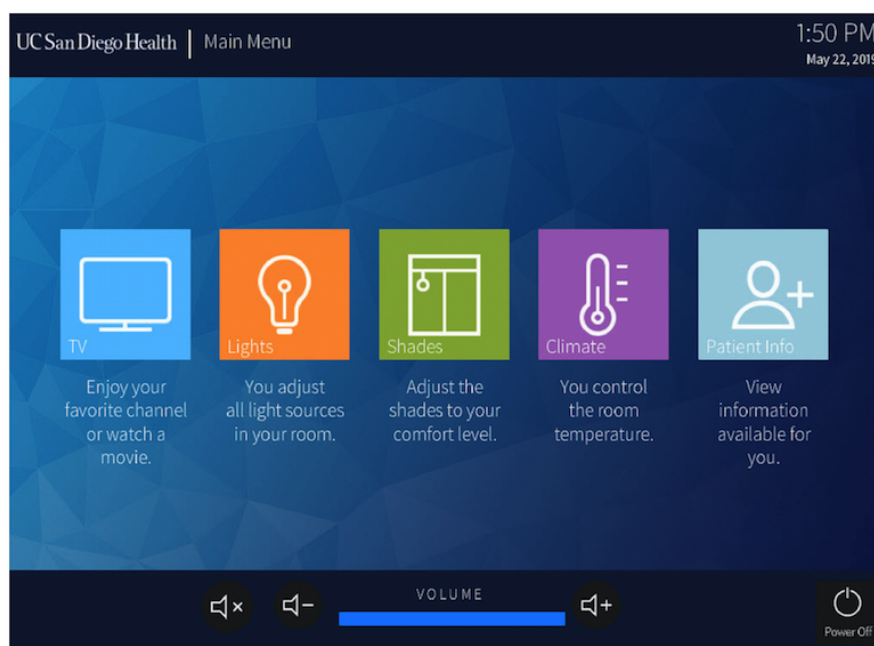 UC San Diego Health | Main Menu
1:50 PM
May 22, 2019
TV
Lights
Shades
Climate
Patient Info
Enjoy your
favorite channel
or watch a
movie.
You adjust
all light sources
in your room.
Adjust the
shades to your
comfort level.
You control
the room
temperature.
View
information
available for
you.
VOLUME
Power Off